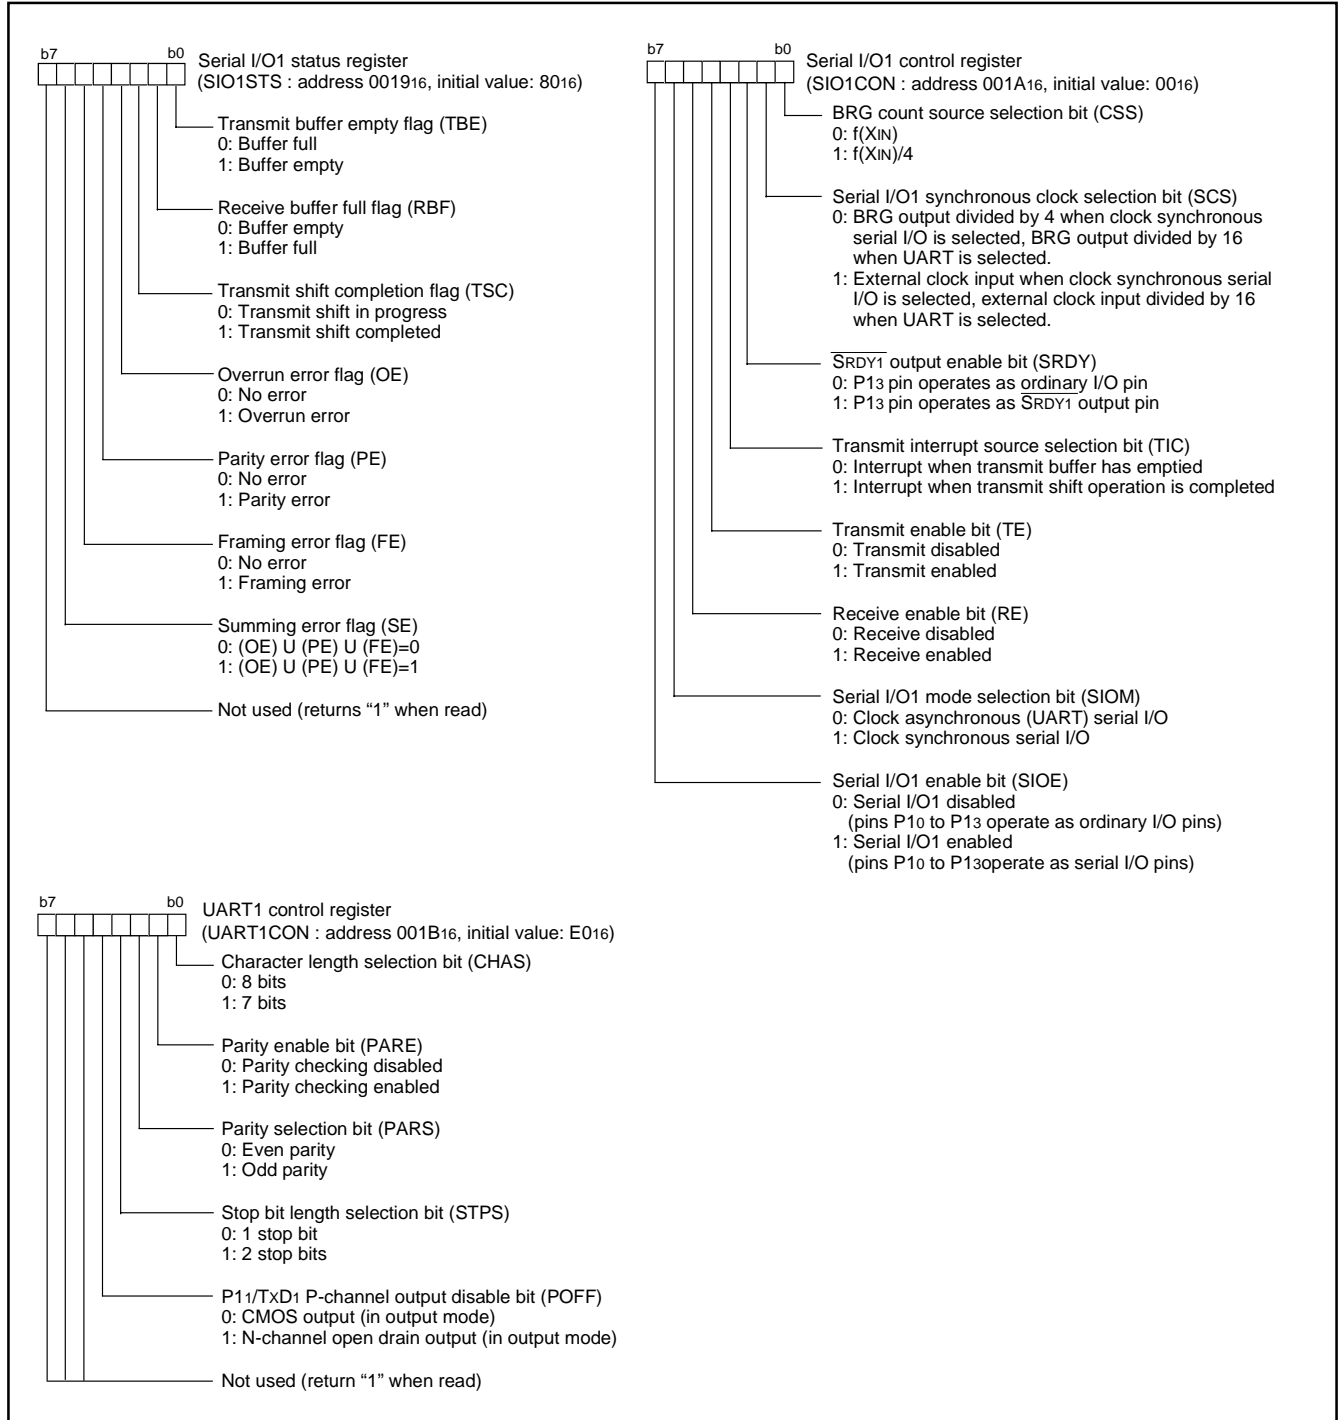 b7 b0
Serial I/O1 status register
(SIO1STS : address 001916, initial value: 8016)
Transmit buffer empty flag (TBE)
0: Buffer full
1: Buffer empty
Receive buffer full flag (RBF)
0: Buffer empty
1: Buffer full
Transmit shift completion flag (TSC)
0: Transmit shift in progress
1: Transmit shift completed
Overrun error flag (OE)
0: No error
1: Overrun error
Parity error flag (PE)
0: No error
1: Parity error
Framing error flag (FE)
0: No error
1: Framing error
Summing error flag (SE)
0: (OE) U (PE) U (FE)=0
1: (OE) U (PE) U (FE)=1
Not used (returns “1” when read)
b7 b0
Serial I/O1 control register
(SIO1CON : address 001A16, initial value: 0016)
BRG count source selection bit (CSS)
0: f(XIN)
1: f(XIN)/4
Serial I/O1 synchronous clock selection bit (SCS)
0: BRG output divided by 4 when clock synchronous
serial I/O is selected, BRG output divided by 16
when UART is selected.
1: External clock input when clock synchronous serial
I/O is selected, external clock input divided by 16
when UART is selected.
SRDY1 output enable bit (SRDY)
0: P13 pin operates as ordinary I/O pin
1: P13 pin operates as SRDY1 output pin
Transmit interrupt source selection bit (TIC)
0: Interrupt when transmit buffer has emptied
1: Interrupt when transmit shift operation is completed
Transmit enable bit (TE)
0: Transmit disabled
1: Transmit enabled
Receive enable bit (RE)
0: Receive disabled
1: Receive enabled
Serial I/O1 mode selection bit (SIOM)
0: Clock asynchronous (UART) serial I/O
1: Clock synchronous serial I/O
Serial I/O1 enable bit (SIOE)
0: Serial I/O1 disabled
(pins P10 to P13 operate as ordinary I/O pins)
1: Serial I/O1 enabled
(pins P10 to P13operate as serial I/O pins)
b7 b0
UART1 control register
(UART1CON : address 001B16, initial value: E016)
Character length selection bit (CHAS)
0: 8 bits
1: 7 bits
Parity enable bit (PARE)
0: Parity checking disabled
1: Parity checking enabled
Parity selection bit (PARS)
0: Even parity
1: Odd parity
Stop bit length selection bit (STPS)
0: 1 stop bit
1: 2 stop bits
P11/TXD1 P-channel output disable bit (POFF)
0: CMOS output (in output mode)
1: N-channel open drain output (in output mode)
Not used (return “1” when read)